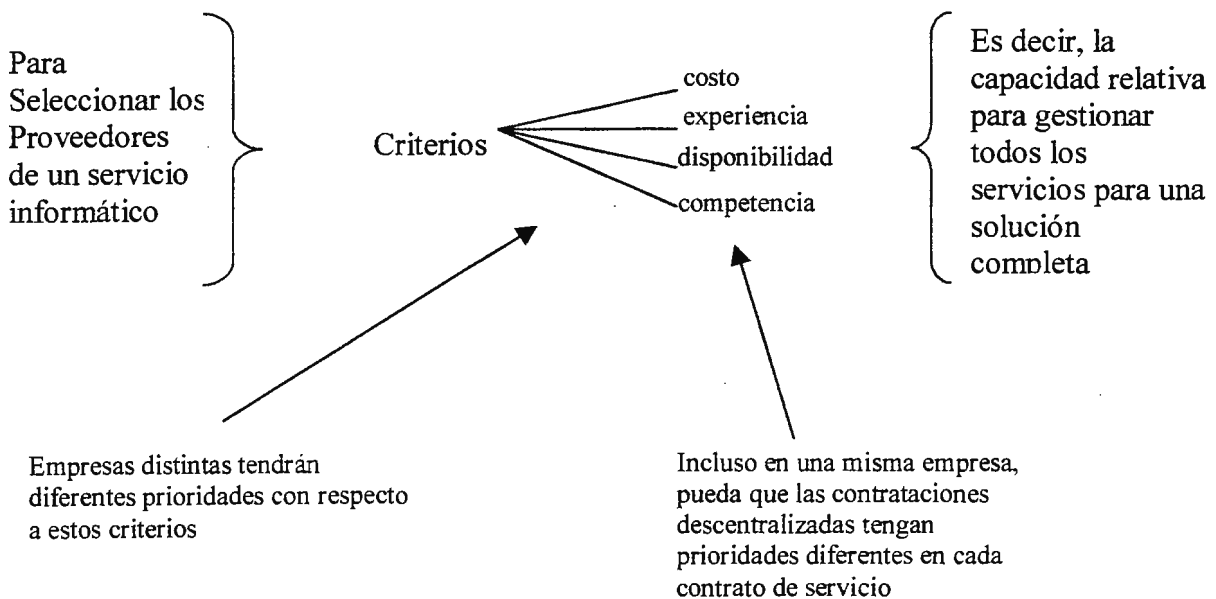 Para
Seleccionar los
Proveedores
de un servicio
informático
Criterios
costo
experiencia
disponibilidad
competencia
Es decir, la
capacidad relativa
para gestionar
todos los
servicios para una
solución
completa
Empresas distintas tendrán
diferentes prioridades con respecto
a estos criterios
Incluso en una misma empresa,
pueda que las contrataciones
descentralizadas tengan
prioridades diferentes en cada
contrato de servicio